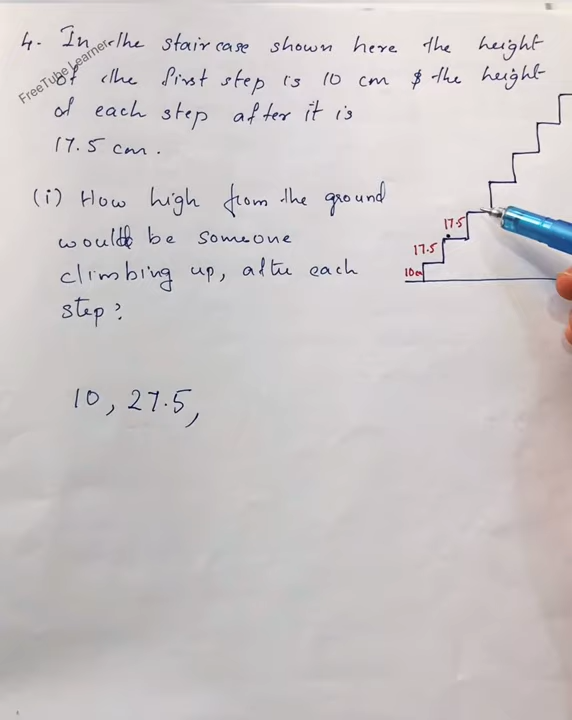 4. In the staircase shown here the height
of the first step is 10 cm & the height
of each step after it is
17.5 cm.
(i) How high from the ground
would be someone
climbing up, after each
step?
17.5
17.5
10cm
10, 27.5,
FreeTube Learner